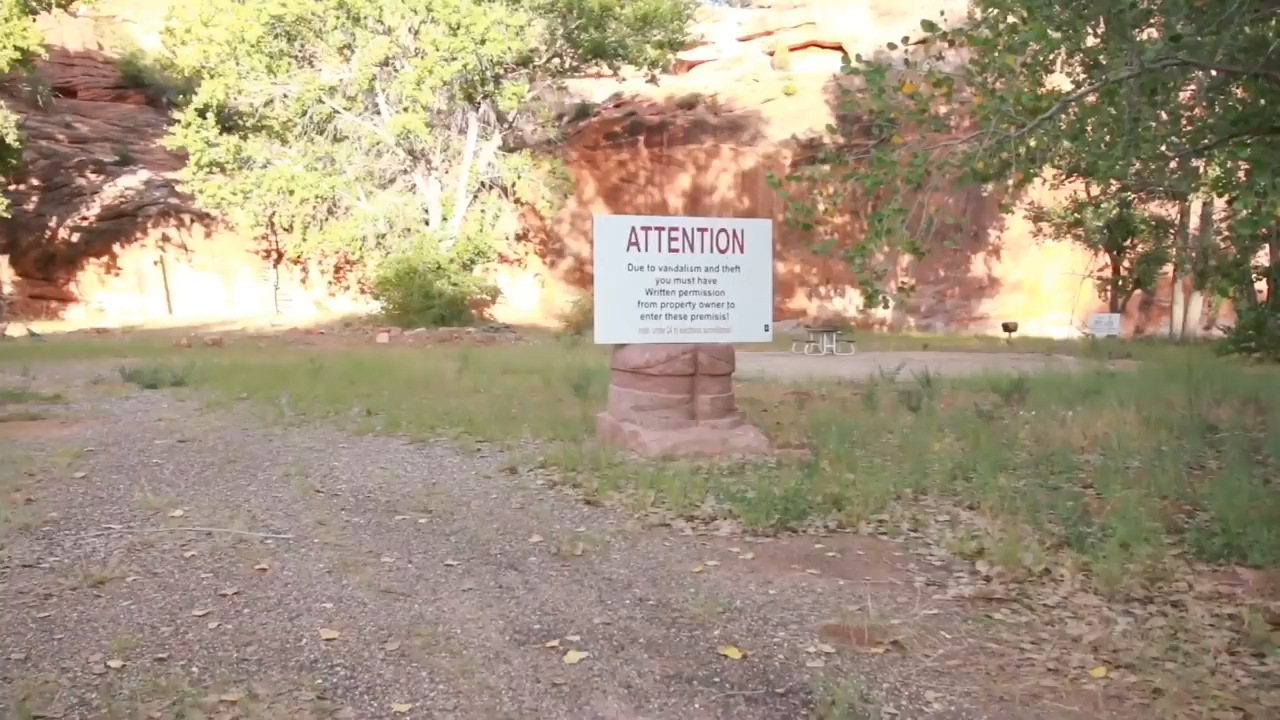 ATTENTION
Due to vandalism and theft
you must have
Written permission
from property owner to
enter these premisis!